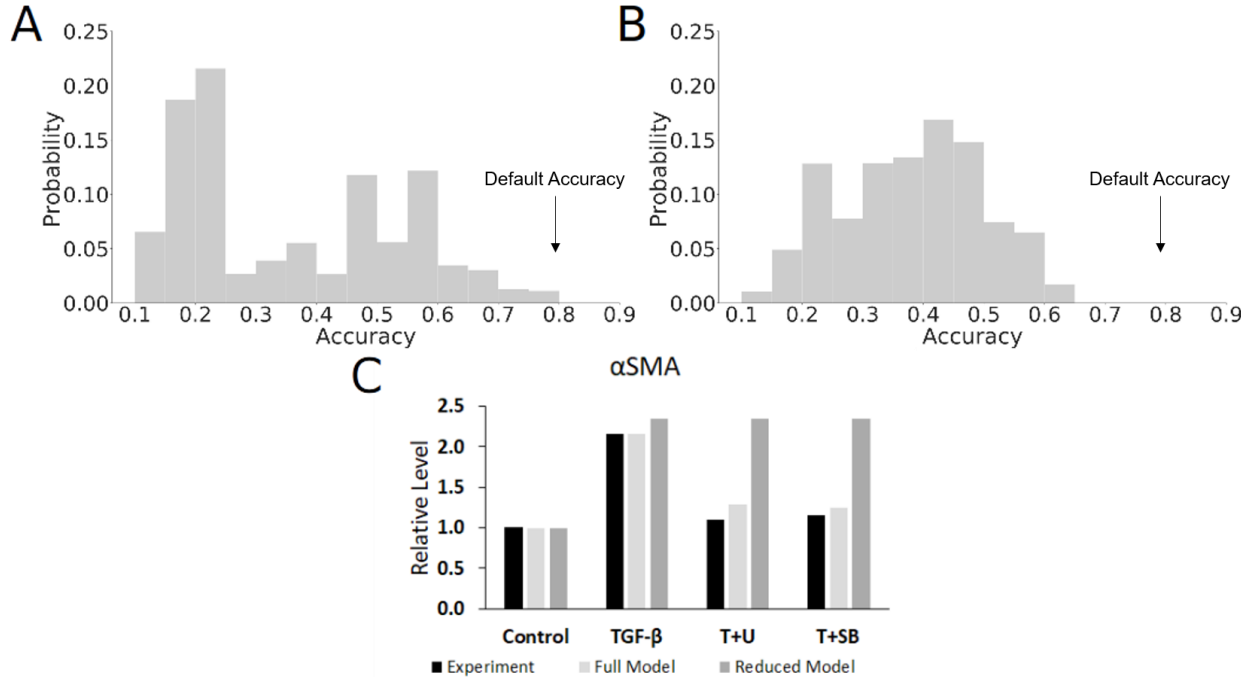 A
0.25
0.20
0.15
0.10
0.05
0.00
Probability
Default Accuracy
0.1 0.2 0.3 0.4 0.5 0.6 0.7 0.8 0.9
Accuracy
B
0.25
0.20
0.15
0.10
0.05
0.00
Probability
Default Accuracy
0.1 0.2 0.3 0.4 0.5 0.6 0.7 0.8 0.9
Accuracy
C
αSMA
2.5
2.0
1.5
1.0
0.5
0.0
Relative Level
Control TGF-β T+U T+SB
Experiment Full Model Reduced Model